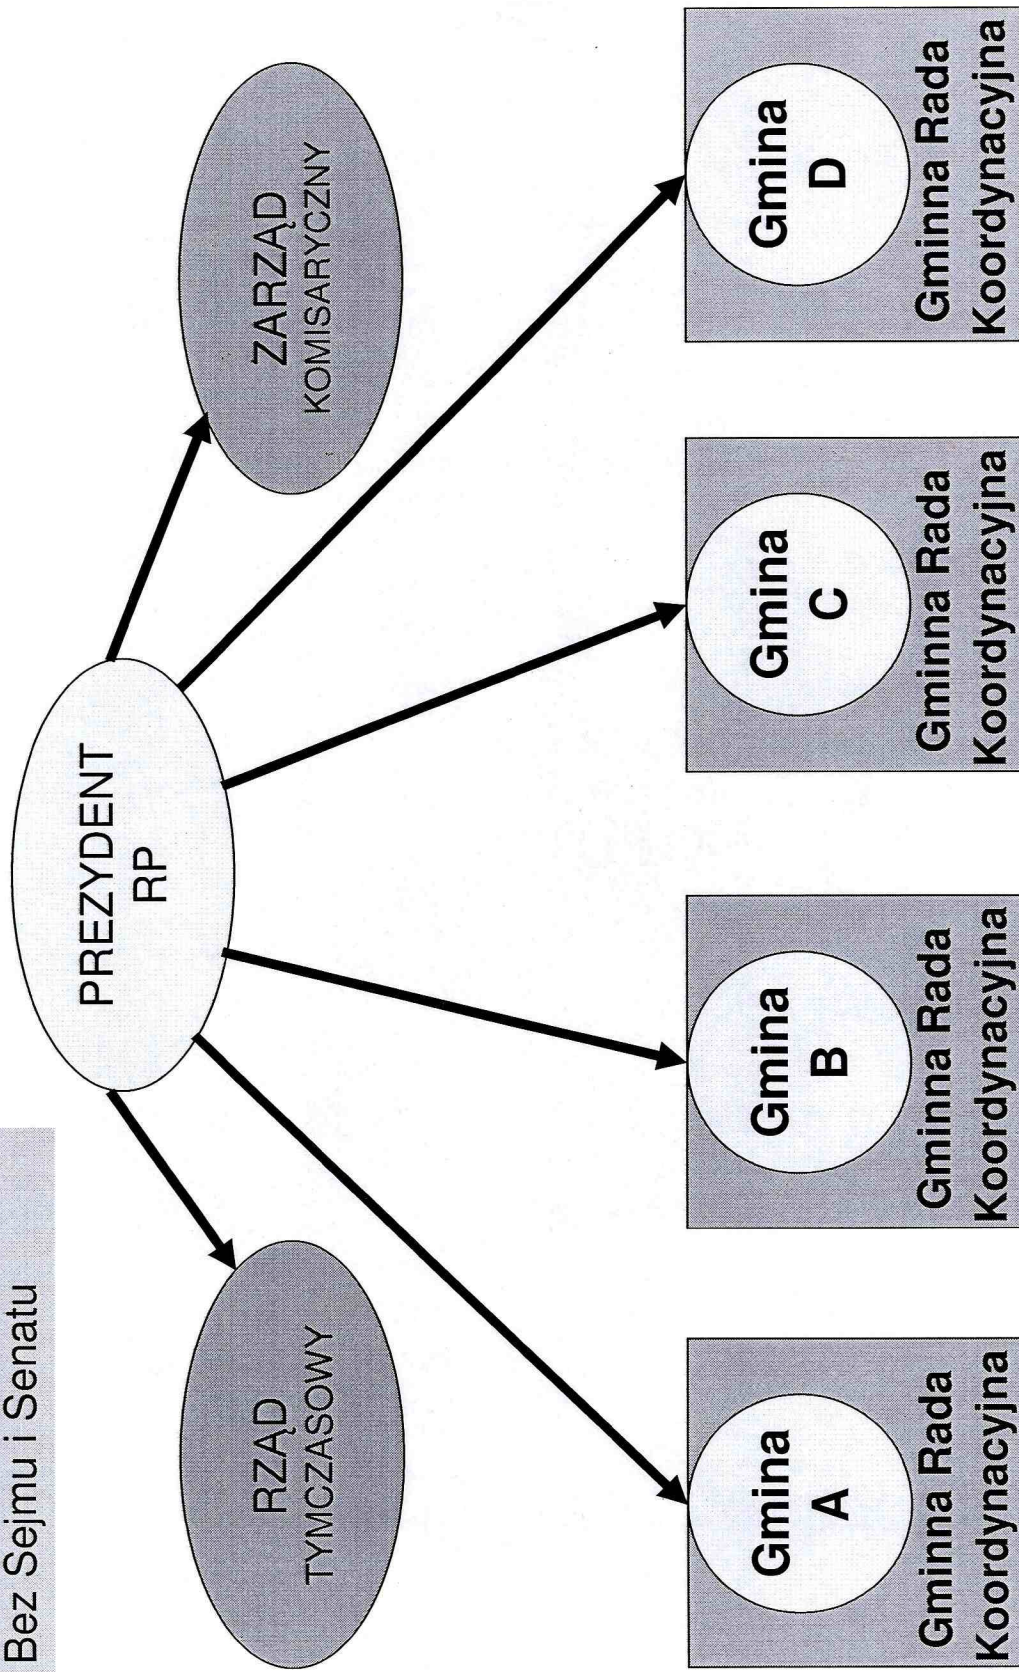 Bez Sejmu i Senatu
PREZYDENT
RP
RZĄD
TYMCZASOWY
ZARZĄD
KOMISARYCZNY
Gmina
A
Gminna Rada
Koordynacyjna
Gmina
B
Gminna Rada
Koordynacyjna
Gmina
C
Gminna Rada
Koordynacyjna
Gmina
D
Gminna Rada
Koordynacyjna